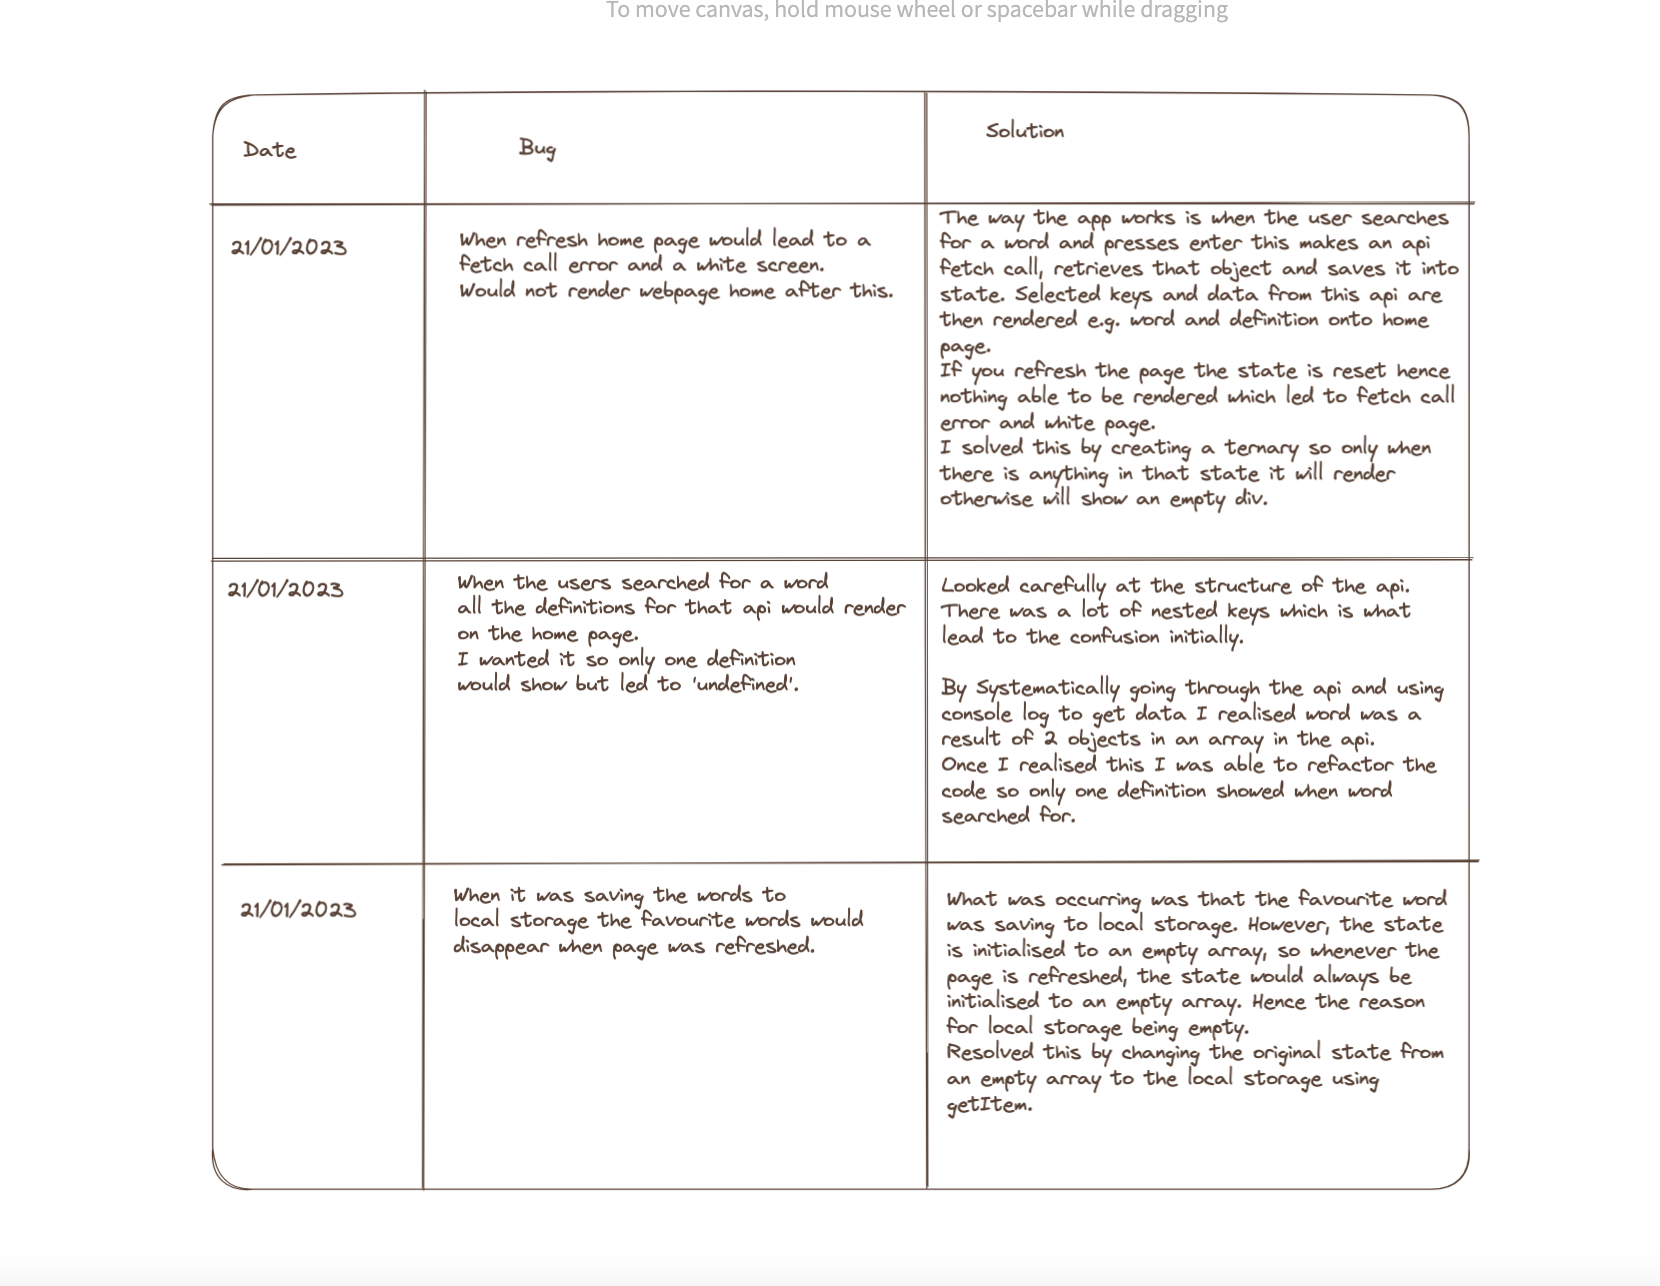 To move canvas, hold mouse wheel or spacebar while dragging
Date
Bug
Solution
21/01/2023
When refresh home page would lead to a
fetch call error and a white screen.
Would not render webpage home after this.
The way the app works is when the user searches
for a word and presses enter this makes an api
fetch call, retrieves that object and saves it into
state. Selected keys and data from this api are
then rendered e.g. word and definition onto home
page.
If you refresh the page the state is reset hence
nothing able to be rendered which led to fetch call
error and white page.
I solved this by creating a ternary so only when
there is anything in that state it will render
otherwise will show an empty div.
21/01/2023
When the users searched for a word
all the definitions for that api would render
on the home page.
I wanted it so only one definition
would show but led to 'undefined'.
Looked carefully at the structure of the api.
There was a lot of nested keys which is what
lead to the confusion initially.
By Systematically going through the api and using
console log to get data I realised word was a
result of 2 objects in an array in the api.
Once I realised this I was able to refactor the
code so only one definition showed when word
searched for.
21/01/2023
When it was saving the words to
local storage the favourite words would
disappear when page was refreshed.
What was occurring was that the favourite word
was saving to local storage. However, the state
is initialised to an empty array, so whenever the
page is refreshed, the state would always be
initialised to an empty array. Hence the reason
for local storage being empty.
Resolved this by changing the original state from
an empty array to the local storage using
getItem.